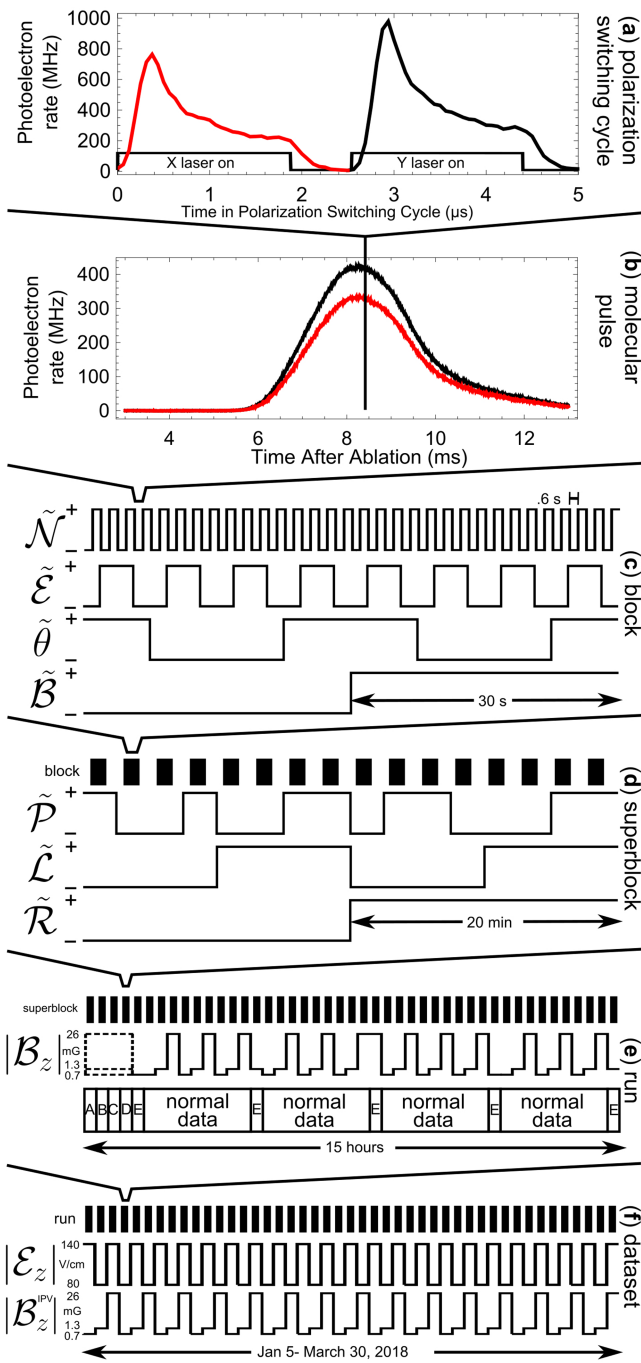 1000
800
600
400
200
0
Photoelectron
rate (MHz)
X laser on
Y laser on
0 1 2 3 4 5
Time in Polarization Switching Cycle (μs)
(a) polarization
switching cycle
400
300
200
100
0
Photoelectron
rate (MHz)
4 6 8 10 12
Time After Ablation (ms)
(b) molecular
pulse
.6 s
Ñ + −
ℰ̃ + −
θ̃ + −
ℬ̃ + −
30 s
(c) block
block
𝒫̃ + −
ℒ̃ + −
ℛ̃ + −
20 min
(d) superblock
superblock
|ℬz| 26 mG 1.3 0.7
A B C D E normal data E normal data E normal data E normal data E
15 hours
(e) run
run
|ℰz| 140 V/cm 80
|ℬz^IPV| 26 mG 1.3 0.7
Jan 5- March 30, 2018
(f) dataset